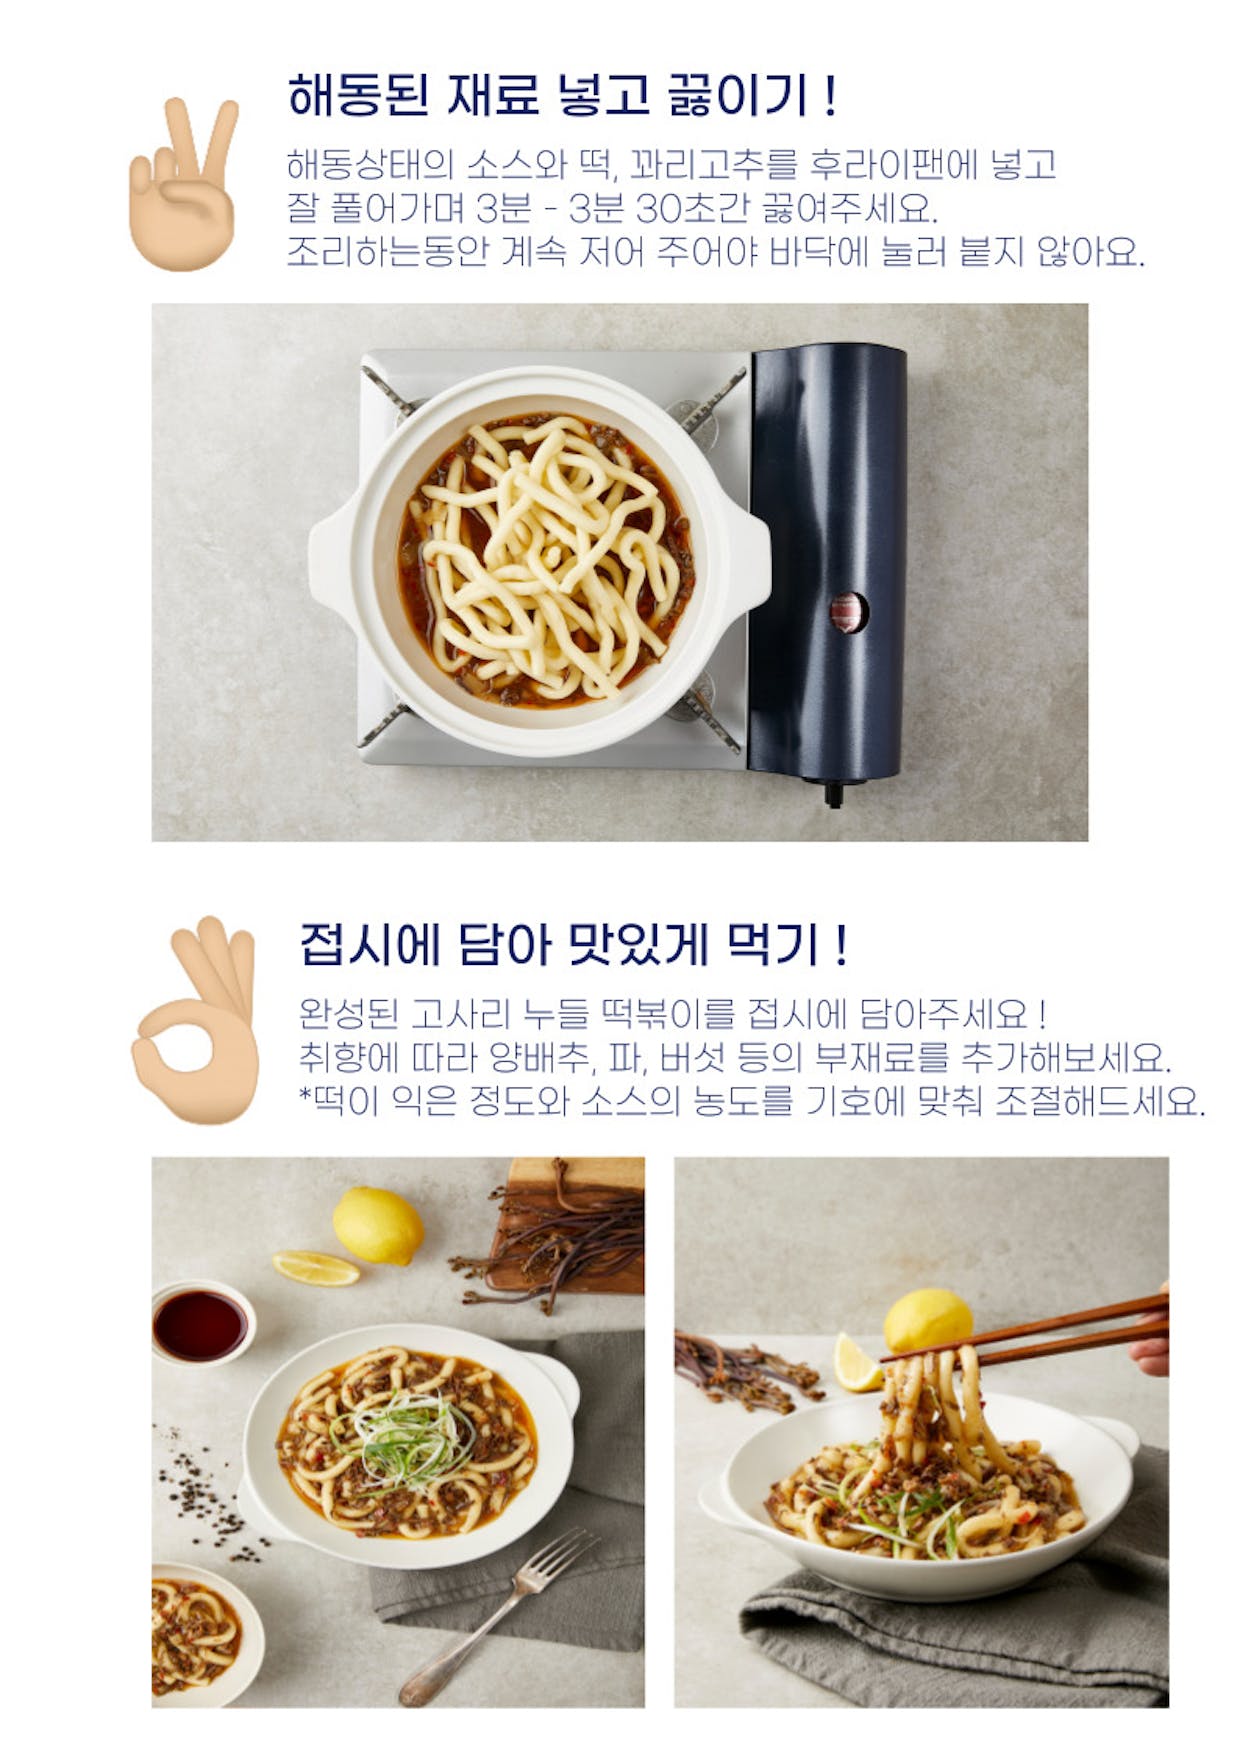 해동된 재료 넣고 끓이기 !
해동상태의 소스와 떡, 꽈리고추를 후라이팬에 넣고
잘 풀어가며 3분 - 3분 30초간 끓여주세요.
조리하는동안 계속 저어 주어야 바닥에 눌러 붙지 않아요.
접시에 담아 맛있게 먹기 !
완성된 고사리 누들 떡볶이를 접시에 담아주세요 !
취향에 따라 양배추, 파, 버섯 등의 부재료를 추가해보세요.
*떡이 익은 정도와 소스의 농도를 기호에 맞춰 조절해드세요.